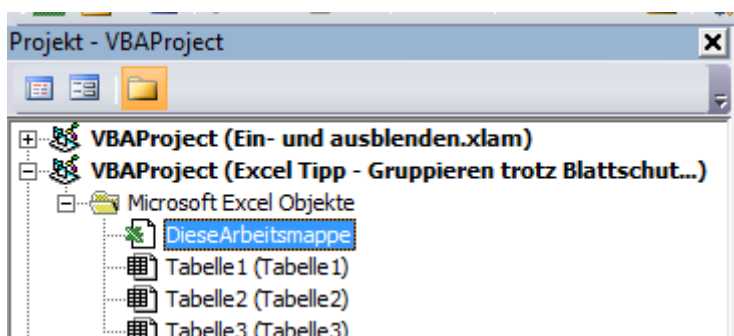 Projekt - VBAProject
VBAProject (Ein- und ausblenden.xlam)
VBAProject (Excel Tipp - Gruppieren trotz Blattschut...)
Microsoft Excel Objekte
DieseArbeitsmappe
Tabelle1 (Tabelle1)
Tabelle2 (Tabelle2)
Tabelle3 (Tabelle3)